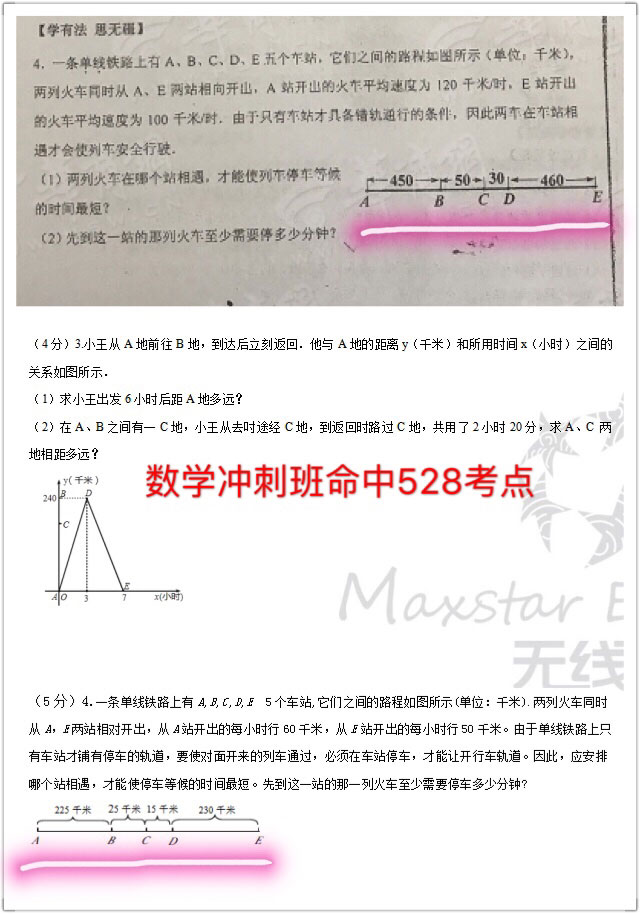 【学有法 思无疆】
4. 一条单线铁路上有 A、B、C、D、E 五个车站，它们之间的路程如图所示（单位：千米），
两列火车同时从 A、E 两站相向开出，A 站开出的火车平均速度为 120 千米/时，E 站开出
的火车平均速度为 100 千米/时．由于只有车站才具备错轨通行的条件，因此两车在车站相
遇才会使列车安全行驶．
（1）两列火车在哪个站相遇，才能使列车停车等候
的时间最短？
450 50 30 460
A B C D E
（2）先到这一站的那列火车至少需要停多少分钟？
（4 分）3.小王从 A 地前往 B 地，到达后立刻返回．他与 A 地的距离 y（千米）和所用时间 x（小时）之间的
关系如图所示．
（1）求小王出发 6 小时后距 A 地多远？
（2）在 A、B 之间有一 C 地，小王从去吋途经 C 地，到返回时路过 C 地，共用了 2 小时 20 分，求 A、C 两
地相距多远？
数学冲刺班命中528考点
y(千米)
240 B D
C
A O 3 7 E x(小时)
Maxstar E
无线
（5 分）4.一条单线铁路上有 A,B,C,D,E 5 个车站,它们之间的路程如图所示(单位：千米).两列火车同时
从 A，E两站相对开出，从 A站开出的每小时行 60 千米，从 E 站开出的每小时行 50 千米。由于单线铁路上只
有车站才铺有停车的轨道，要使对面开来的列车通过，必须在车站停车，才能让开行车轨道。因此，应安排
哪个站相遇，才能使停车等候的时间最短。先到这一站的那一列火车至少需要停车多少分钟?
225 千米 25 千米 15 千米 230 千米
A B C D E